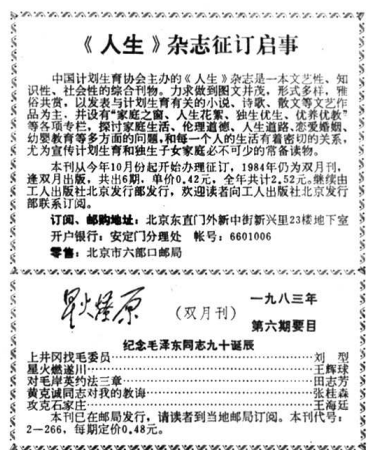 《人生》杂志征订启事
中国计划生育协会主办的《人生》杂志是一本文艺性、知
识性、社会性的综合刊物。力求做到图文并茂，形式多样，雅
俗共赏，以发表与计划生育有关的小说、诗歌、散文等文艺作
品为主，并设有“家庭之窗、人生花絮、独生优生、优养优教”
等各项专栏，探讨家庭生活、伦理道德、人生道路、恋爱婚姻、
幼婴教育等多方面的问题，和每一个人的生活有着密切的关系，
尤为宣传计划生育和独生子女家庭必不可少的常备读物。
本刊从今年10月份起开始办理征订，1984年仍为双月刊，
逢双月出版，共出6期，单价0.42元，全年共计2.52元。继续由
工人出版社北京发行部发行，欢迎读者向工人出版社北京发行
部联系订阅。
订阅、邮购地址：北京东直门外新中街新兴里23楼地下室
开户银行：安定门分理处　帐号：6601006
零售：北京市六部口邮局
星火燎原
（双月刊）
一九八三年
第六期要目
纪念毛泽东同志九十诞辰
上井冈找毛委员……刘　型
星火燃遂川……王辉球
对毛岸英约法三章……田志芳
黄克诚同志对我的教诲……张桂森
攻克石家庄……王海廷
本刊已在邮局发行，请读者到当地邮局订阅。本刊代号：
2—266，每期定价0.48元。